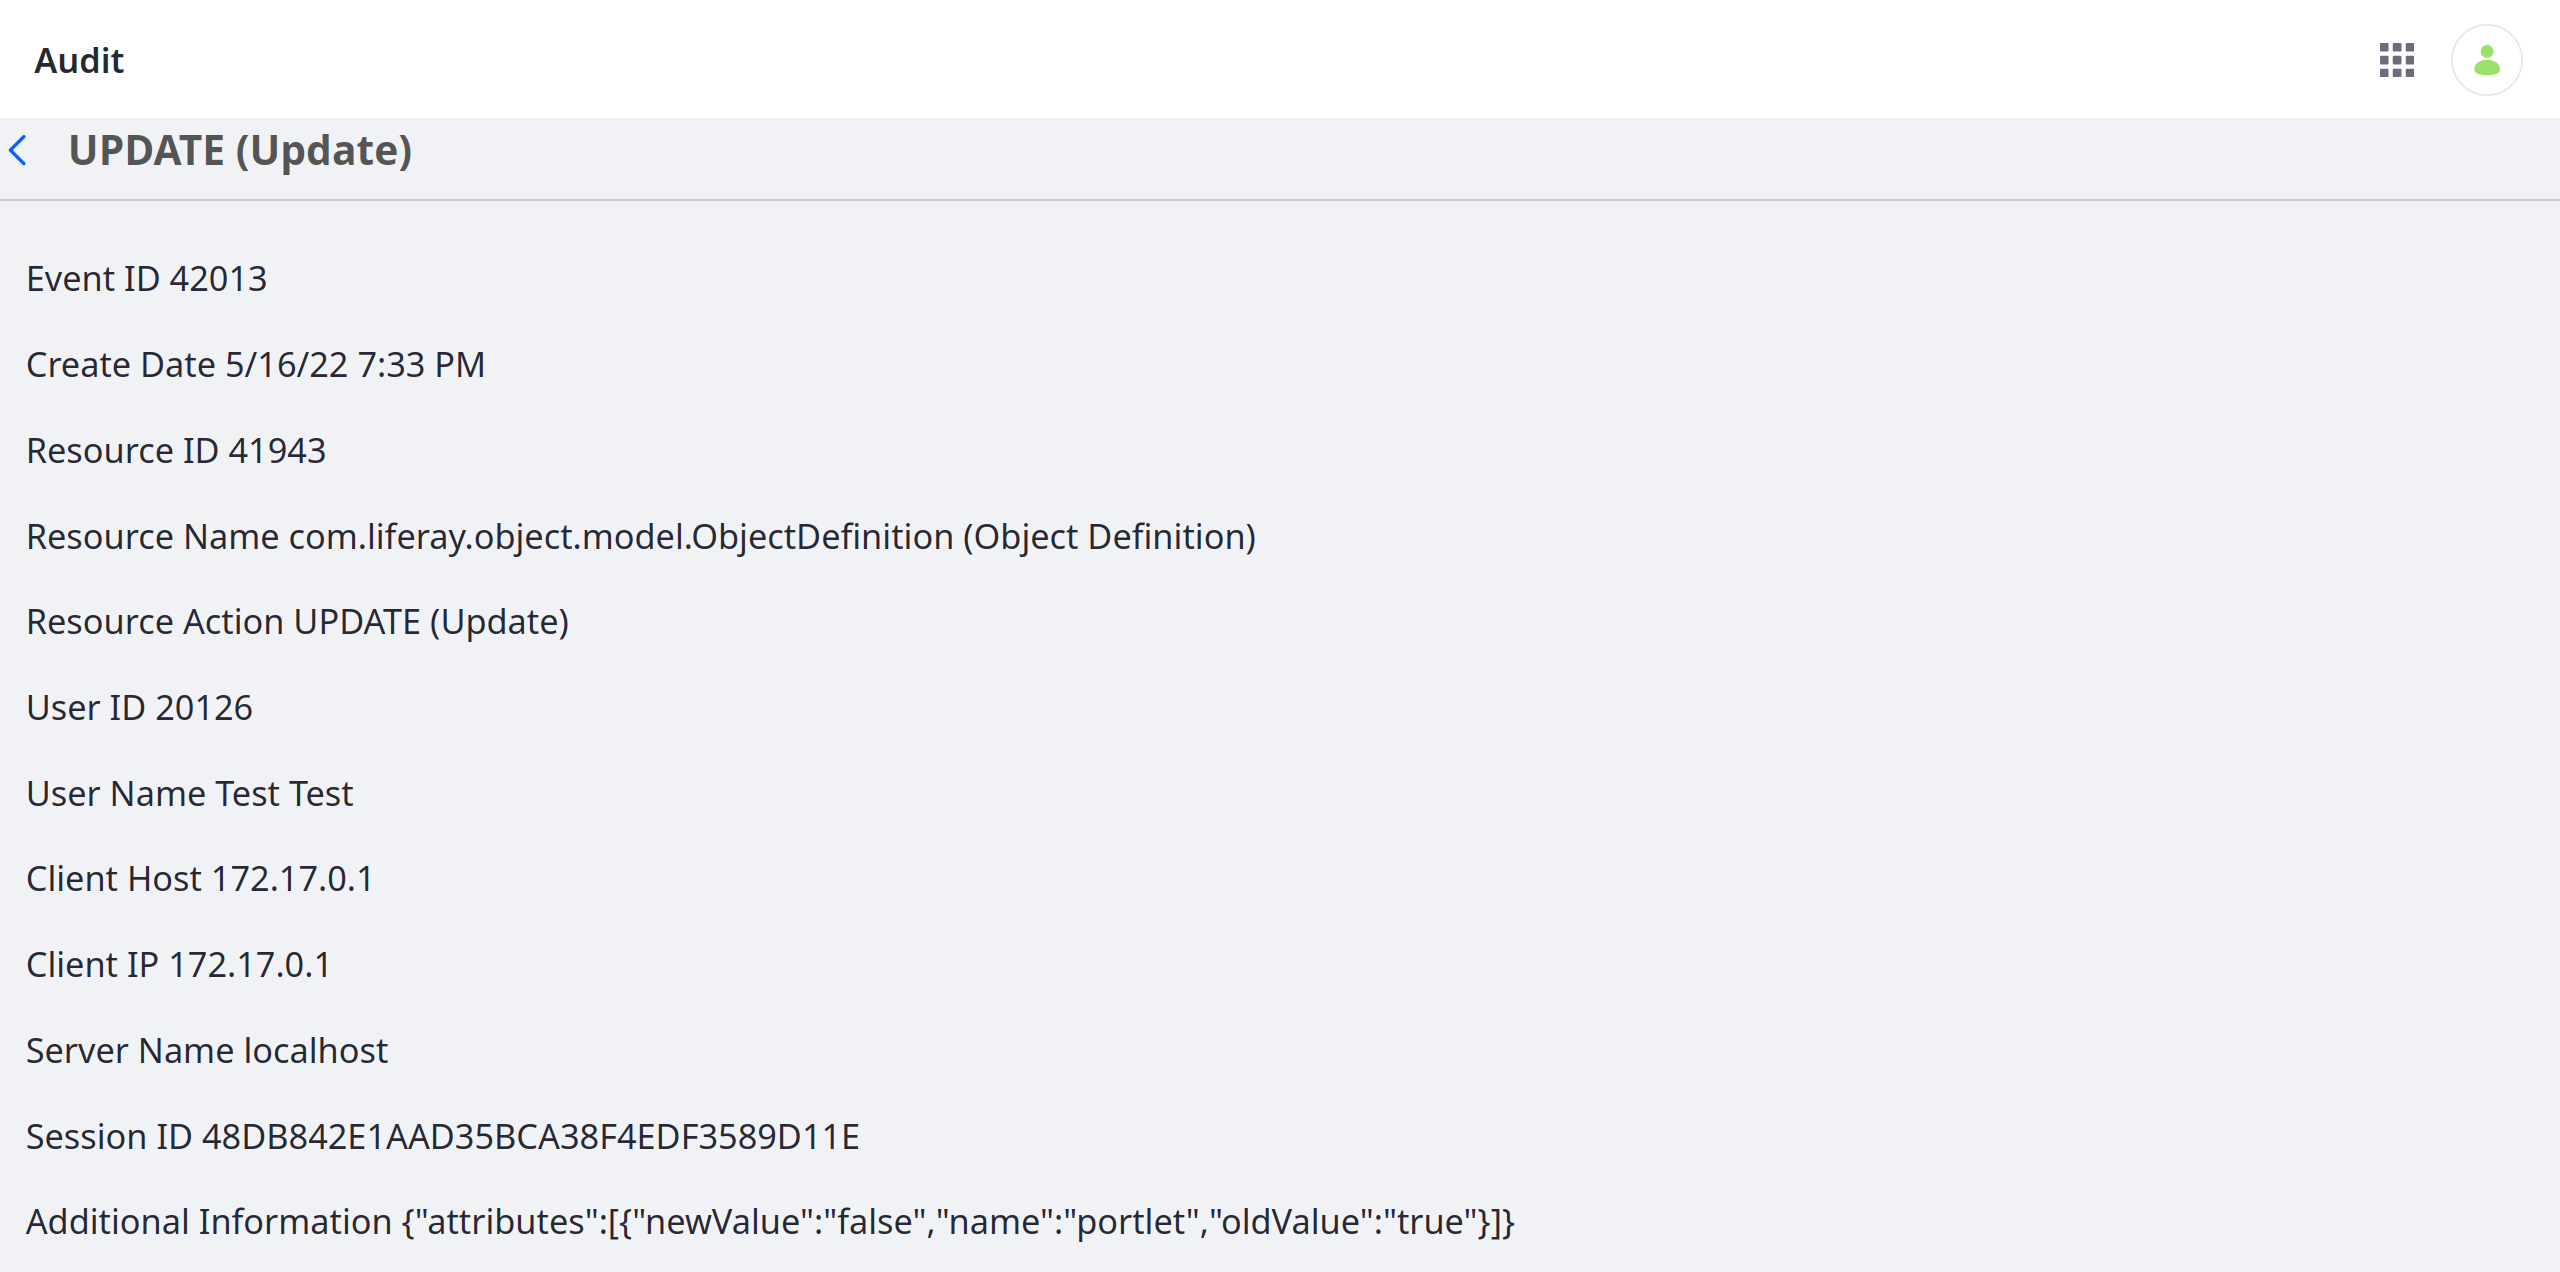 Audit
UPDATE (Update)
Event ID 42013
Create Date 5/16/22 7:33 PM
Resource ID 41943
Resource Name com.liferay.object.model.ObjectDefinition (Object Definition)
Resource Action UPDATE (Update)
User ID 20126
User Name Test Test
Client Host 172.17.0.1
Client IP 172.17.0.1
Server Name localhost
Session ID 48DB842E1AAD35BCA38F4EDF3589D11E
Additional Information {"attributes":[{"newValue":"false","name":"portlet","oldValue":"true"}]}